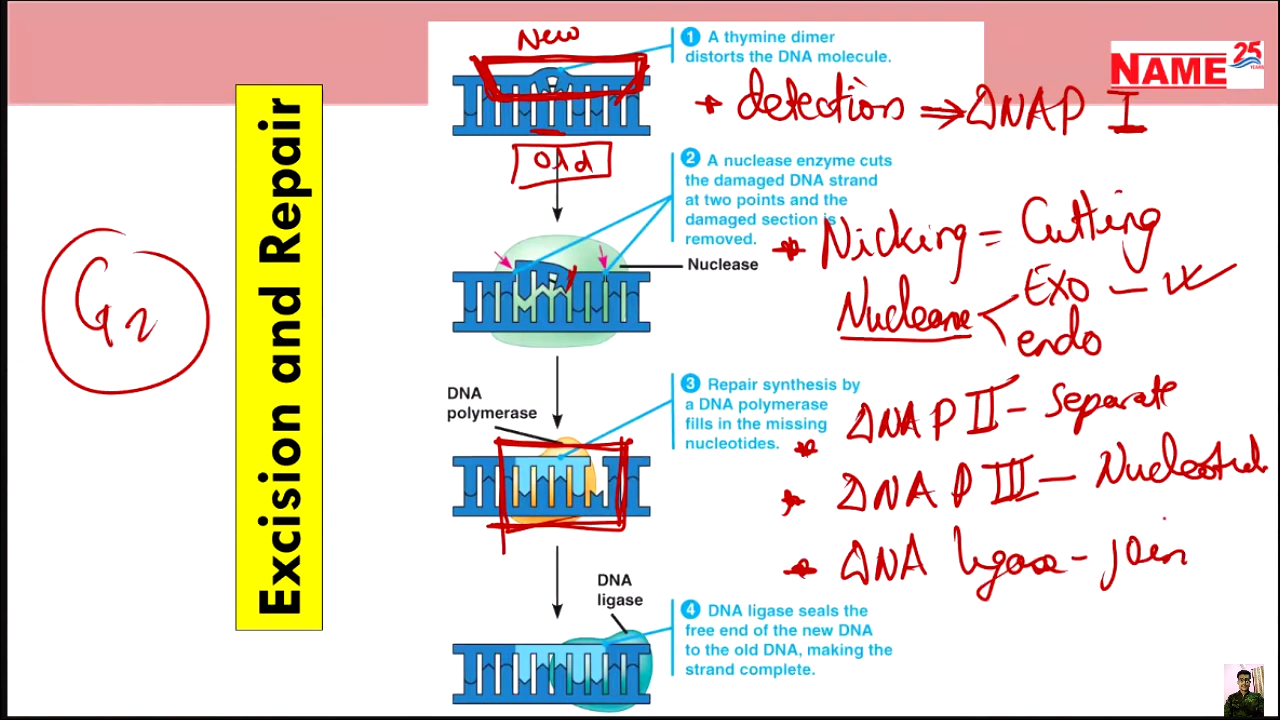 New
1 A thymine dimer
distorts the DNA molecule.
NAME 25 YEARS
detection ⇒ DNAP I
Old
2 A nuclease enzyme cuts
the damaged DNA strand
at two points and the
damaged section is
removed.
Nicking = Cutting
Nuclease
Nuclease
Exo
endo
G2
Excision and Repair
DNA
polymerase
3 Repair synthesis by
a DNA polymerase
fills in the missing
nucleotides.
DNAP II - Separate
DNAP III - Nucleotide
DNA ligase - join
DNA
ligase
4 DNA ligase seals the
free end of the new DNA
to the old DNA, making the
strand complete.